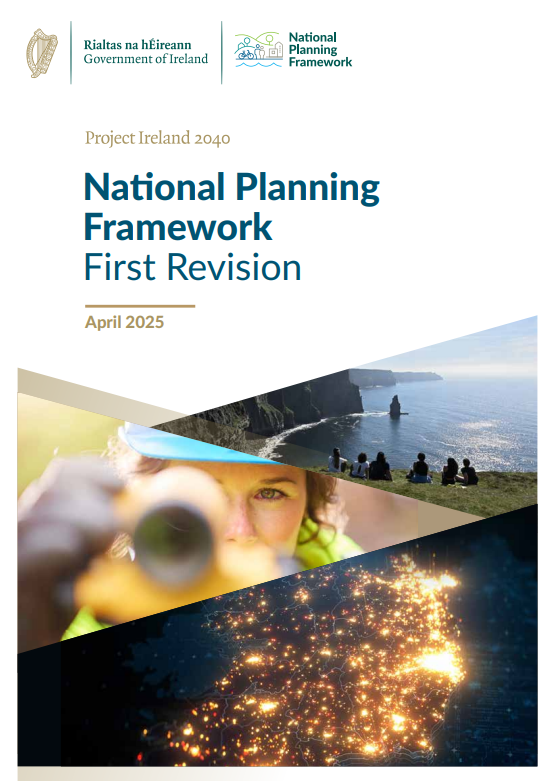 Rialtas na hÉireann
Government of Ireland
National
Planning
Framework
Project Ireland 2040
National Planning
Framework
First Revision
April 2025